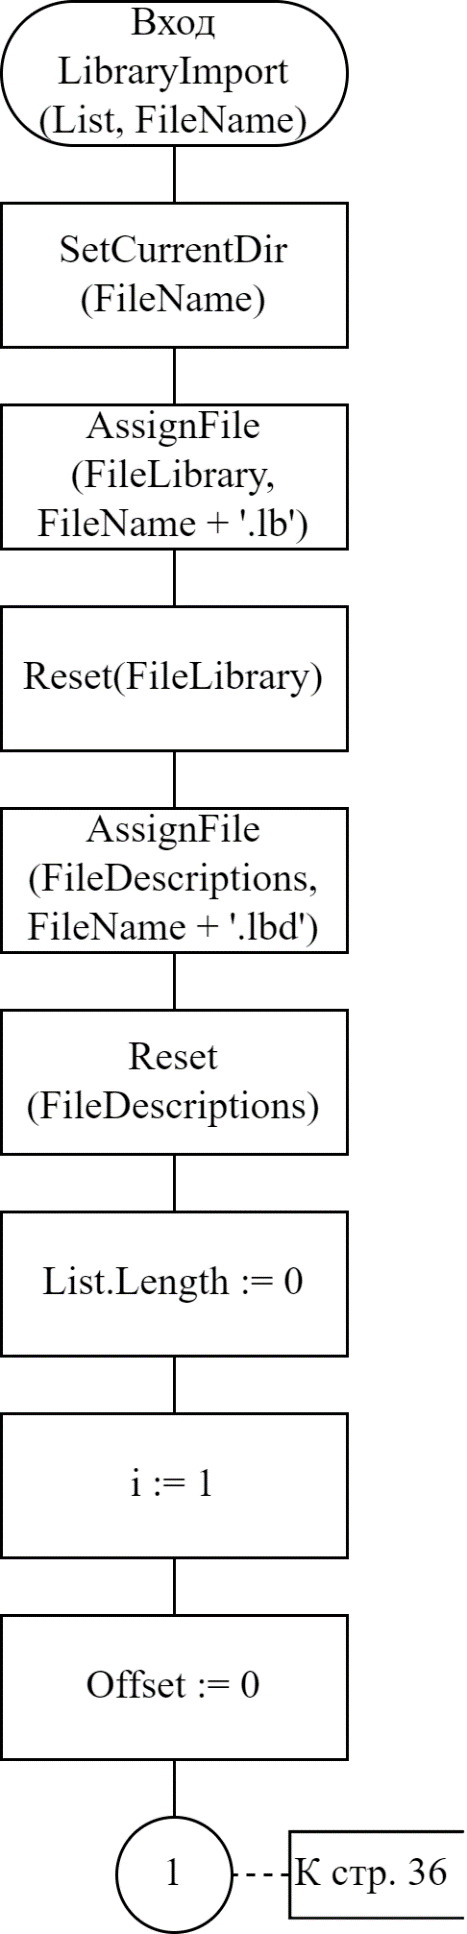 Вход
LibraryImport
(List, FileName)
SetCurrentDir
(FileName)
AssignFile
(FileLibrary,
FileName + '.lb')
Reset(FileLibrary)
AssignFile
(FileDescriptions,
FileName + '.lbd')
Reset
(FileDescriptions)
List.Length := 0
i := 1
Offset := 0
1
К стр. 36